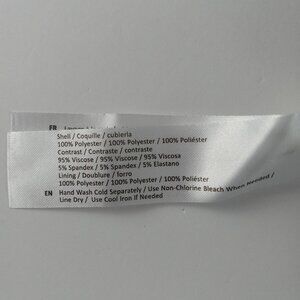 FR
Shell / Coquille / cubierta
100% Polyester / 100% Polyester / 100% Poliéster
Contrast / Contraste / contraste
95% Viscose / 95% Viscose / 95% Viscosa
5% Spandex / 5% Spandex / 5% Elastano
Lining / Doublure / forro
100% Polyester / 100% Polyester / 100% Poliéster
EN Hand Wash Cold Separately / Use Non-Chlorine Bleach When Needed /
Line Dry / Use Cool Iron If Needed